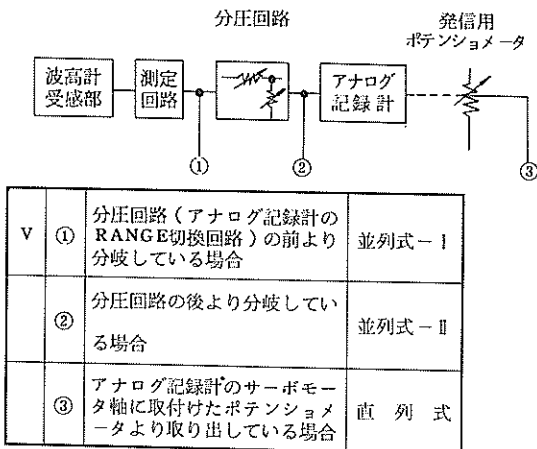 分圧回路
発信用
ポテンショメータ
波高計
受感部
測定
回路
アナログ
記録計
①
②
③
V
①
分圧回路(アナログ記録計の
RANGE切換回路)の前より
分岐している場合
並列式-Ⅰ
②
分圧回路の後より分岐してい
る場合
並列式-Ⅱ
③
アナログ記録計のサーボモー
タ軸に取付けたポテンショメ
ータより取り出している場合
直列式